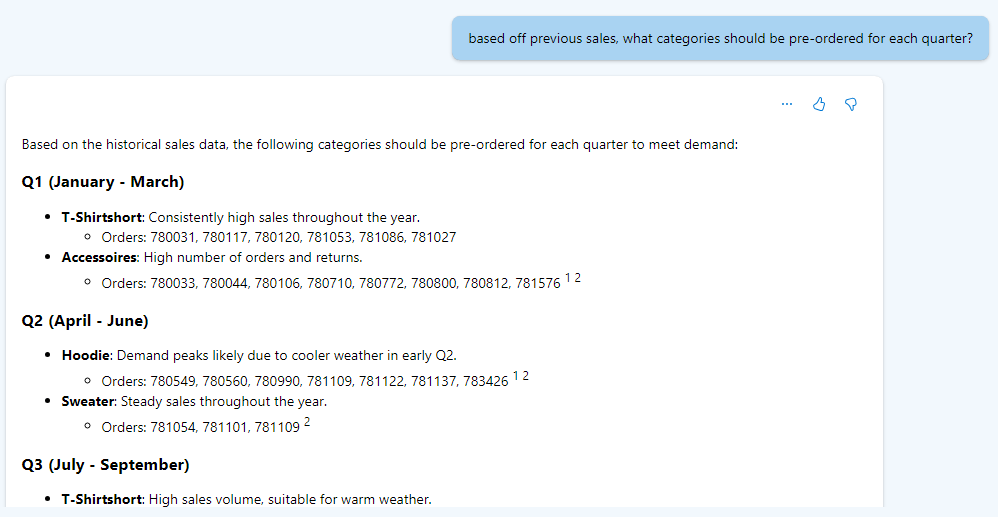 based off previous sales, what categories should be pre-ordered for each quarter?
Based on the historical sales data, the following categories should be pre-ordered for each quarter to meet demand:
Q1 (January - March)
• T-Shirtshort: Consistently high sales throughout the year.
◦ Orders: 780031, 780117, 780120, 781053, 781086, 781027
• Accessoires: High number of orders and returns.
◦ Orders: 780033, 780044, 780106, 780710, 780772, 780800, 780812, 781576 1 2
Q2 (April - June)
• Hoodie: Demand peaks likely due to cooler weather in early Q2.
◦ Orders: 780549, 780560, 780990, 781109, 781122, 781137, 783426 1 2
• Sweater: Steady sales throughout the year.
◦ Orders: 781054, 781101, 781109 2
Q3 (July - September)
• T-Shirtshort: High sales volume, suitable for warm weather.